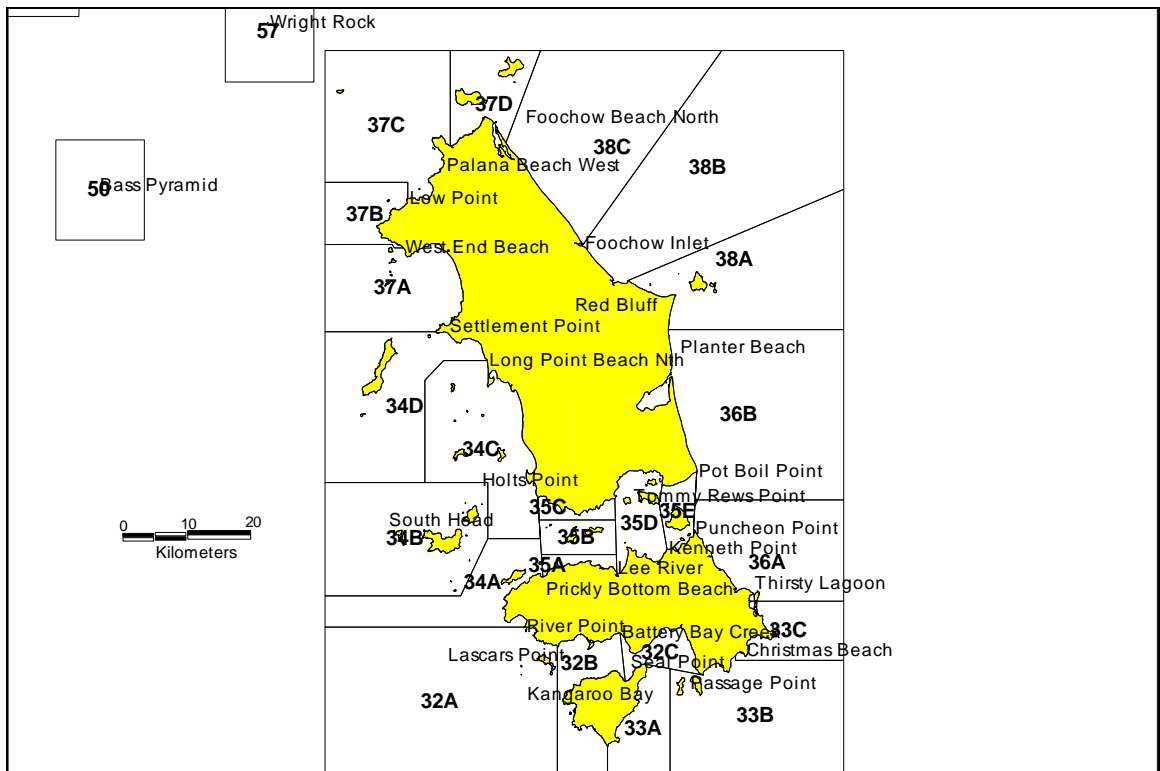 Wright Rock
57
37D
Foochow Beach North
37C
38C
Palana Beach West
38B
50
Bass Pyramid
Low Point
37B
Foochow Inlet
West End Beach
38A
37A
Red Bluff
Settlement Point
Planter Beach
Long Point Beach Nth
34D
36B
34C
Pot Boil Point
Holts Point
Tommy Rews Point
35C
35E
South Head
35D
Puncheon Point
0 10 20
Kilometers
34B
35B
Kenneth Point
36A
35A
Lee River
34A
Thirsty Lagoon
Prickly Bottom Beach
River Point
Battery Bay Creek
33C
Lascars Point
32C
Christmas Beach
32B
Seal Point
Passage Point
Kangaroo Bay
32A
33B
33A